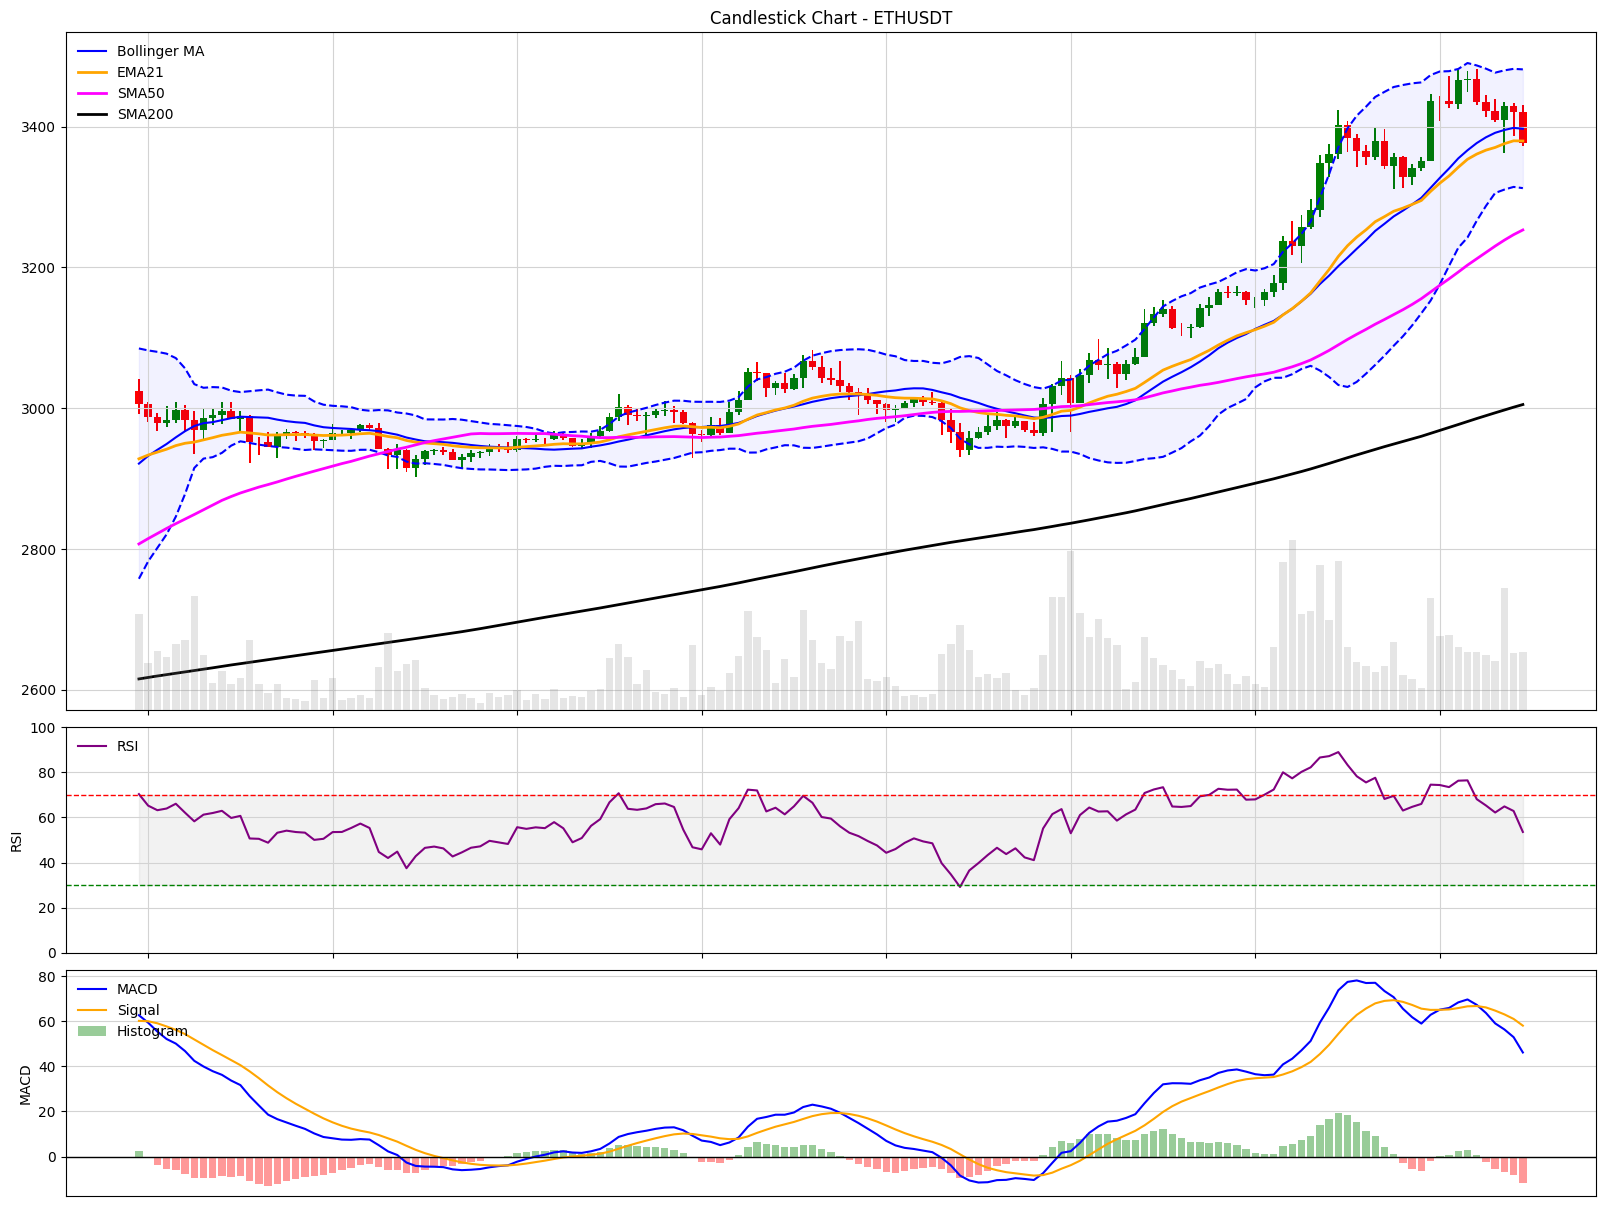 Candlestick Chart - ETHUSDT
Bollinger MA
EMA21
SMA50
SMA200
3400
3200
3000
2800
2600
RSI
100
80
60
40
20
0
RSI
MACD
Signal
Histogram
80
60
40
20
0
MACD